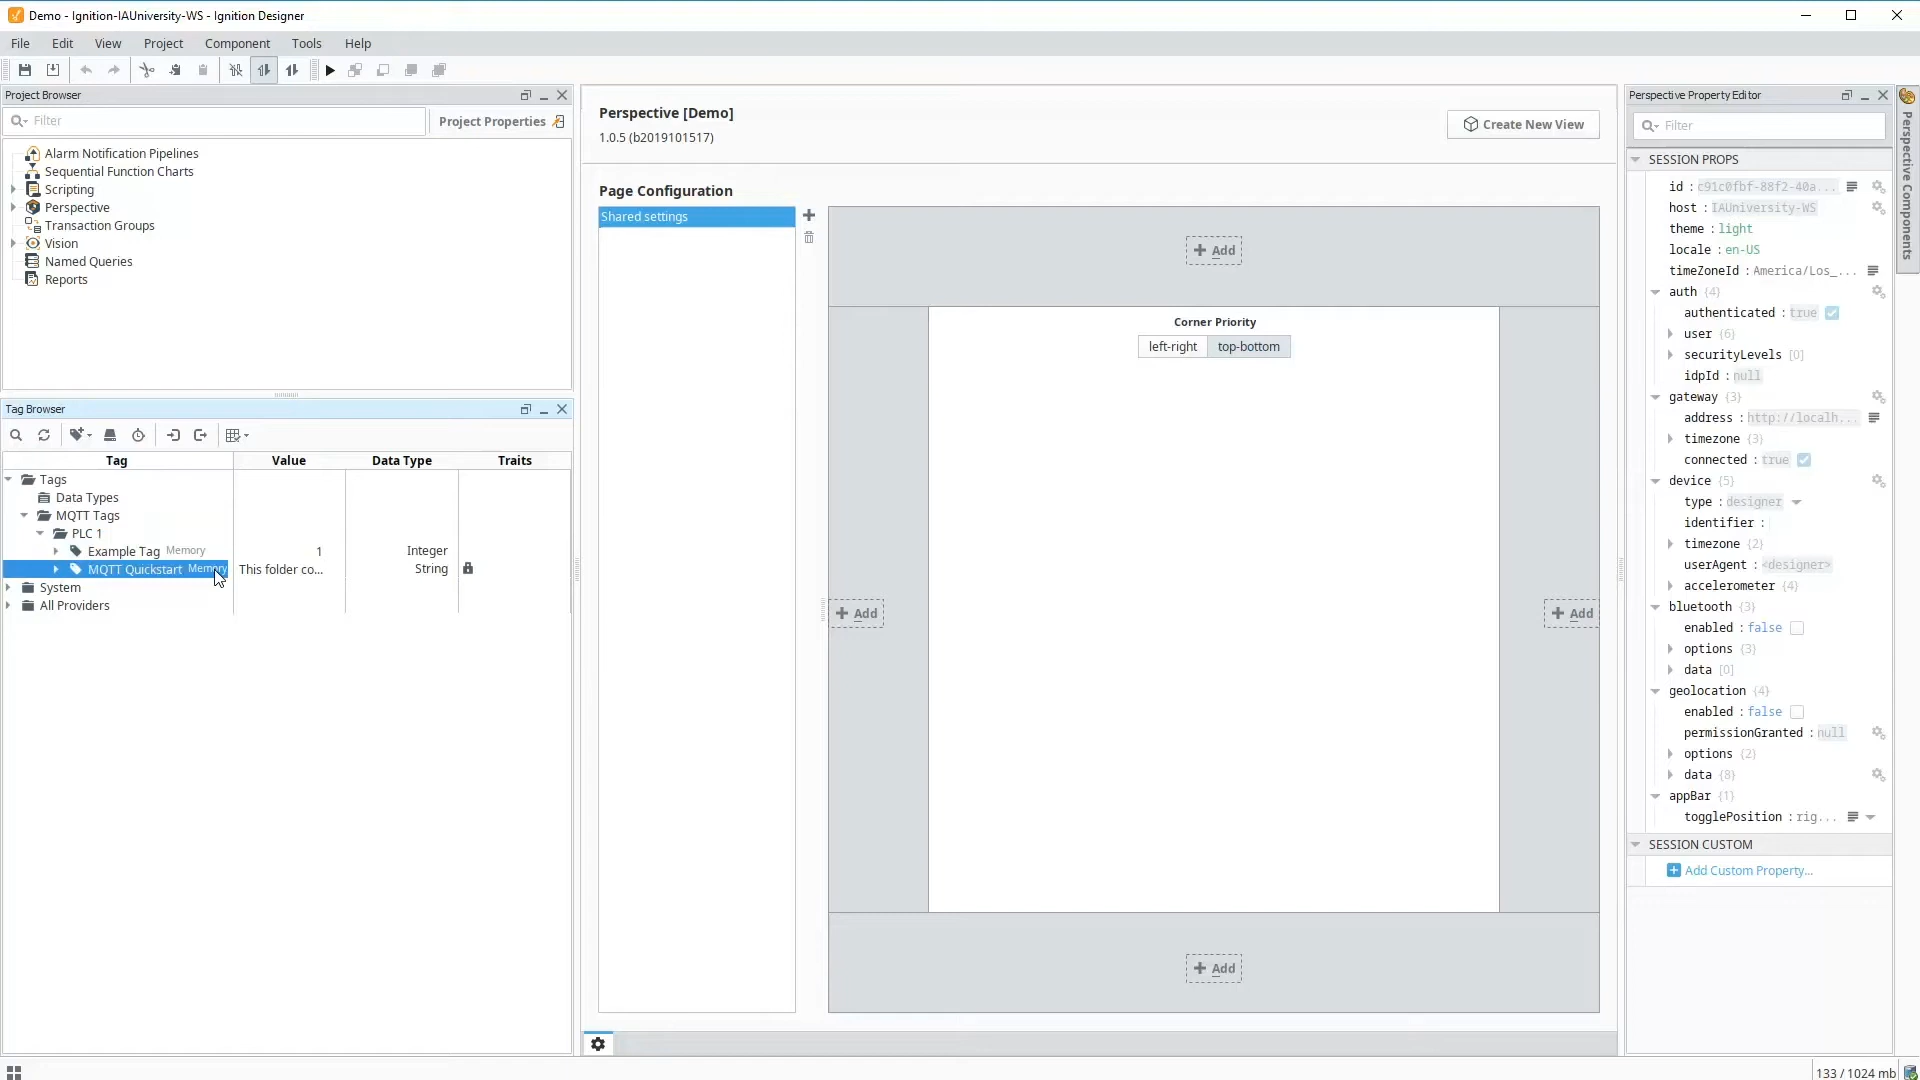 Demo - Ignition-IAUniversity-WS - Ignition Designer
File Edit View Project Component Tools Help
Project Browser
Filter
Project Properties
Alarm Notification Pipelines
Sequential Function Charts
Scripting
Perspective
Transaction Groups
Vision
Named Queries
Reports
Tag Browser
Tag Value Data Type Traits
Tags
Data Types
MQTT Tags
PLC 1
Example Tag Memory 1 Integer
MQTT Quickstart Memory This folder co... String
System
All Providers
Perspective [Demo]
1.0.5 (b2019101517)
Create New View
Page Configuration
Shared settings
Add
Corner Priority
left-right top-bottom
Add
Add
Add
Perspective Property Editor
Filter
SESSION PROPS
id : c91c0fbf-88f2-40a...
host : IAUniversity-WS
theme : light
locale : en-US
timeZoneId : America/Los_...
auth {4}
authenticated : true
user {6}
securityLevels [0]
idpId : null
gateway {3}
address : http://localh...
timezone {3}
connected : true
device {5}
type : designer
identifier :
timezone {2}
userAgent : <designer>
accelerometer {4}
bluetooth {3}
enabled : false
options {3}
data [0]
geolocation {4}
enabled : false
permissionGranted : null
options {2}
data {8}
appBar {1}
togglePosition : rig...
SESSION CUSTOM
Add Custom Property...
Perspective Components
133 / 1024 mb